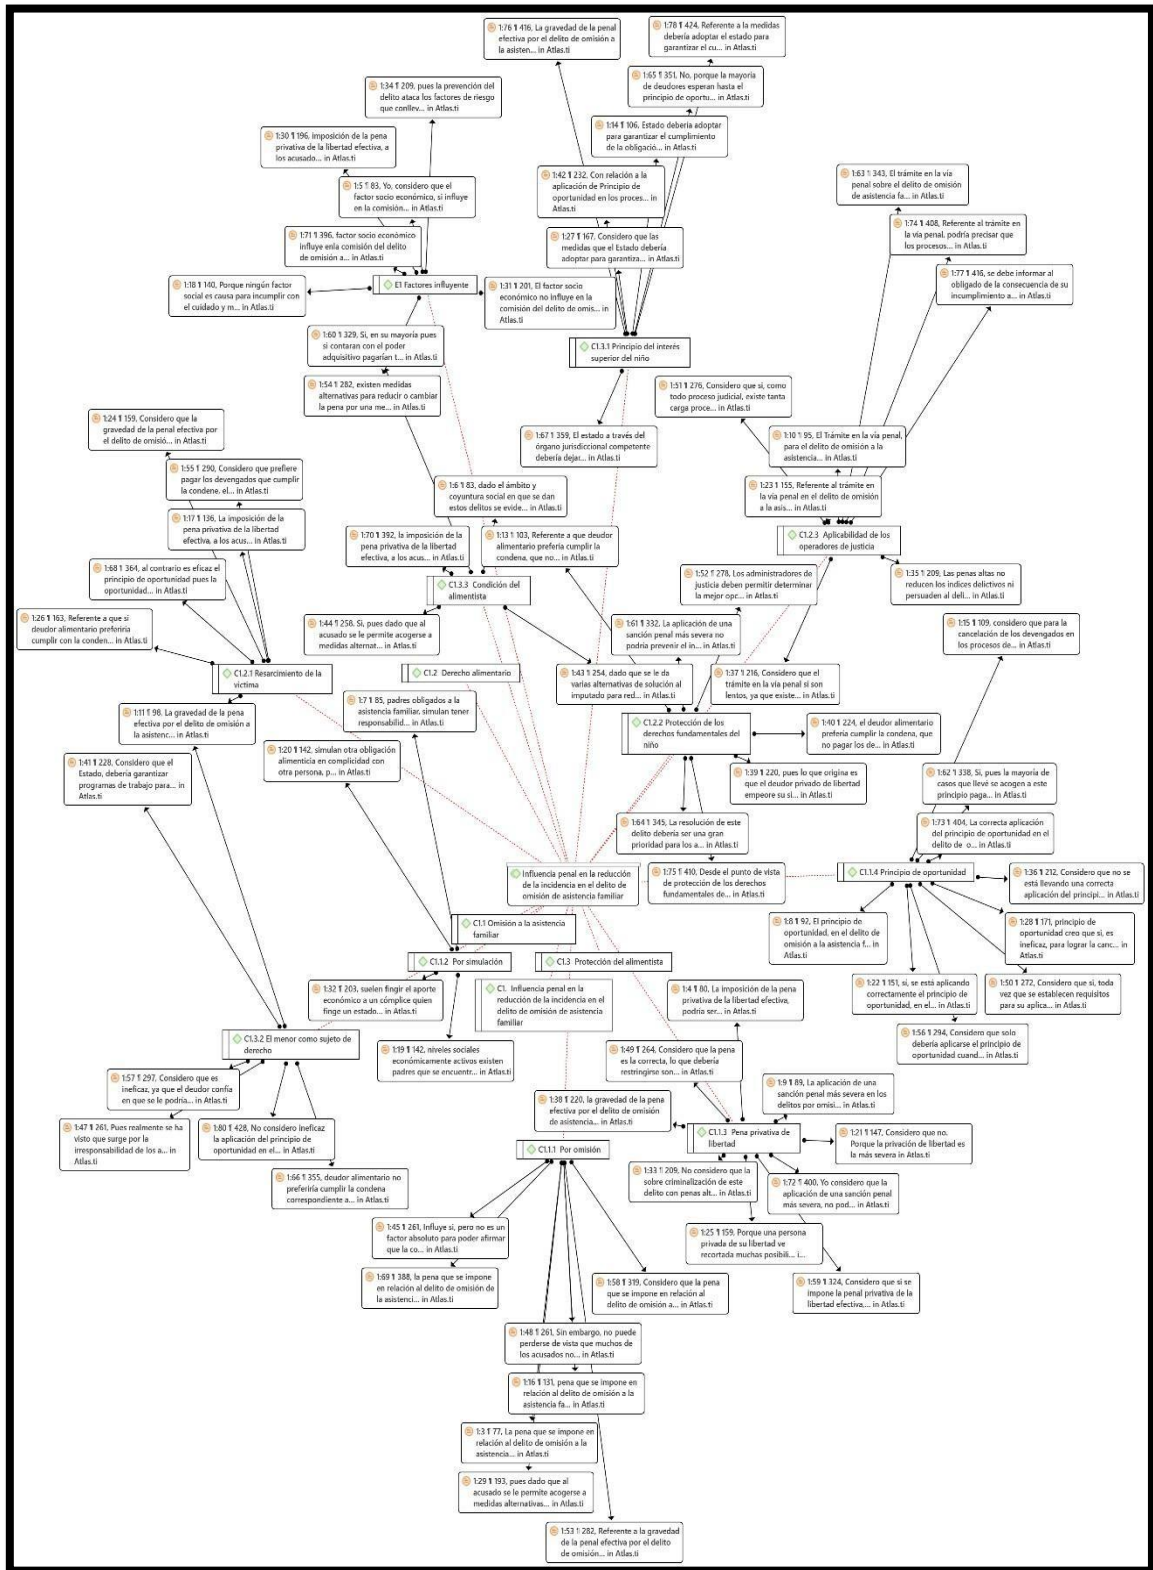 1:76 ¶ 416, La gravedad de la penal
efectiva por el delito de omisión a
la asisten... in Atlas.ti
1:78 ¶ 424, Referente a la medidas
debería adoptar el estado para
garantizar el cu... in Atlas.ti
1:65 ¶ 351, No, porque la mayoría
de deudores esperan hasta el
principio de oportu... in Atlas.ti
1:34 ¶ 209, pues la prevención del
delito ataca los factores de riesgo
que conllev... in Atlas.ti
1:14 ¶ 106, Estado debería adoptar
para garantizar el cumplimiento
de la obligació... in Atlas.ti
1:30 ¶ 196, imposición de la pena
privativa de la libertad efectiva, a
los acusado... in Atlas.ti
1:42 ¶ 232, Con relación a la
aplicación de Principio de
oportunidad en los proces... in
Atlas.ti
1:63 ¶ 343, El trámite en la vía
penal sobre el delito de omisión
de asistencia fa... in Atlas.ti
1:5 ¶ 83, Yo, considero que el
factor socio económico, si influye
en la comisión... in Atlas.ti
1:74 ¶ 408, Referente al trámite en
la vía penal, podría precisar que
los procesos... in Atlas.ti
1:71 ¶ 396, factor socio económico
influye enla comisión del delito
de omisión a... in Atlas.ti
1:27 ¶ 167, Considero que las
medidas que el Estado debería
adoptar para garantiza... in Atlas.ti
1:77 ¶ 416, se debe informar al
obligado de la consecuencia de su
incumplimiento a... in Atlas.ti
1:18 ¶ 140, Porque ningún factor
social es causa para incumplir con
el cuidado y m... in Atlas.ti
E1 Factores influyente
1:31 ¶ 201, El factor socio
económico no influye en la
comisión del delito de omis... in
Atlas.ti
1:60 ¶ 329, Si, en su mayoría pues
si contaran con el poder
adquisitivo pagarían t... in Atlas.ti
C1.3.1 Principio del interés
superior del niño
1:54 ¶ 282, existen medidas
alternativas para reducir o cambiar
la pena por una me... in Atlas.ti
1:51 ¶ 276, Considero que si, como
todo proceso judicial, existe tanta
carga proce... in Atlas.ti
1:24 ¶ 159, Considero que la
gravedad de la penal efectiva por
el delito de omisió... in Atlas.ti
1:67 ¶ 359, El estado a través del
órgano jurisdiccional competente
debería dejar... in Atlas.ti
1:10 ¶ 95, El Trámite en la vía penal,
para el delito de omisión a la
asistencia... in Atlas.ti
1:55 ¶ 290, Considero que prefiere
pagar los devengados que cumplir
la condene. el... in Atlas.ti
1:6 ¶ 83, dado el ámbito y
coyuntura social en que se dan
estos delitos se evide... in Atlas.ti
1:23 ¶ 155, Referente al trámite en
la vía penal en el delito de omisión
a la asis... in Atlas.ti
1:17 ¶ 136, La imposición de la
pena privativa de la libertad
efectiva, a los acus... in Atlas.ti
1:70 ¶ 392, la imposición de la
pena privativa de la libertad
efectiva, a los acus... in Atlas.ti
1:13 ¶ 103, Referente a que deudor
alimentario prefería cumplir la
condena. que no... in Atlas.ti
C1.2.3 Aplicabilidad de los
operadores de justicia
1:68 ¶ 364, al contrario es eficaz el
principio de oportunidad pues la
oportunidad... in Atlas.ti
C1.3.3 Condición del
alimentista
1:52 ¶ 278, Los administradores de
justicia deben permitir determinar
la mejor opc... in Atlas.ti
1:35 ¶ 209, Las penas altas no
reducen los índices delictivos ni
persuaden al deli... in Atlas.ti
1:26 ¶ 163, Referente a que si
deudor alimentario preferiría
cumplir con la conden... in Atlas.ti
1:44 ¶ 258, Si, pues dado que al
acusado se le permite acogerse a
medidas alternat... in Atlas.ti
1:61 ¶ 332, La aplicación de una
sanción penal más severa no
podría prevenir el in... in Atlas.ti
1:15 ¶ 109, considero que para la
cancelación de los devengados en
los procesos de... in Atlas.ti
C1.2.1 Resarcimiento de la
víctima
C1.2 Derecho alimentario
1:43 ¶ 254, dado que se le da
varias alternativas de solución al
imputado para red... in Atlas.ti
1:37 ¶ 216, Considero que el
trámite en la vía penal si son
lentos, ya que existe... in Atlas.ti
1:11 ¶ 98, La gravedad de la pena
efectiva por el delito de omisión a
la asistenc... in Atlas.ti
1:7 ¶ 85, padres obligados a la
asistencia familiar, simulan tener
responsabilid... in Atlas.ti
C1.2.2 Protección de los
derechos fundamentales del
niño
1:40 ¶ 224, el deudor alimentario
prefería cumplir la condena, que
no pagar los de... in Atlas.ti
1:20 ¶ 142, simulan otra obligación
alimenticia en complicidad con
otra persona, p... in Atlas.ti
1:41 ¶ 228, Considero que el
Estado, debería garantizar
programas de trabajo para... in
Atlas.ti
1:39 ¶ 220, pues lo que origina es
que el deudor privado de libertad
empeore su si... in Atlas.ti
1:62 ¶ 338, Si, pues la mayoría de
casos que llevé se acogen a este
principio paga... in Atlas.ti
1:64 ¶ 345, La resolución de este
delito debería ser una gran
prioridad para los a... in Atlas.ti
1:73 ¶ 404, La correcta aplicación
del principio de oportunidad en el
delito de o... in Atlas.ti
Influencia penal en la reducción
de la incidencia en el delito de
omisión de asistencia familiar
1:75 ¶ 410, Desde el punto de vista
de protección de los derechos
fundamentales de... in Atlas.ti
C1.1.4 Principio de oportunidad
1:36 ¶ 212, Considero que no se
está llevando una correcta
aplicación del principi... in Atlas.ti
C1.1 Omisión a la asistencia
familiar
1:8 ¶ 92, El principio de
oportunidad, en el delito de
omisión a la asistencia f... in
Atlas.ti
1:28 ¶ 171, principio de
oportunidad creo que si, es
ineficaz, para lograr la canc... in
Atlas.ti
C1.1.2 Por simulación
C1.3 Protección del alimentista
1:32 ¶ 203, suelen fingir el aporte
económico a un cómplice quien
finge un estado... in Atlas.ti
C1. Influencia penal en la
reducción de la incidencia en el
delito de omisión de asistencia
familiar
1:4 ¶ 80, La imposición de la pena
privativa de la libertad efectiva,
podría ser... in Atlas.ti
1:22 ¶ 151, si, se está aplicando
correctamente el principio de
oportunidad, en el... in Atlas.ti
1:50 ¶ 272, Considero que si, toda
vez que se establecen requisitos
para su aplica... in Atlas.ti
C1.3.2 El menor como sujeto de
derecho
1:56 ¶ 294, Considero que solo
debería aplicarse el principio de
oportunidad cuand... in Atlas.ti
1:19 ¶ 142, niveles sociales
económicamente activos existen
padres que se encuentr... in Atlas.ti
1:49 ¶ 264, Considero que la pena
es la correcta, lo que debería
restringirse son... in Atlas.ti
1:57 ¶ 297, Considero que es
ineficaz, ya que el deudor confía
en que se le podría... in Atlas.ti
1:9 ¶ 89, La aplicación de una
sanción penal más severa en los
delitos por omisi... in Atlas.ti
1:38 ¶ 220, la gravedad de la pena
efectiva por el delito de omisión
de asistencia... in Atlas.ti
1:47 ¶ 261, Pues realmente se ha
visto que surge por la
irresponsabilidad de los a... in
Atlas.ti
1:80 ¶ 428, No considero ineficaz
la aplicación del principio de
oportunidad en el... in Atlas.ti
C1.1.3 Pena privativa de
libertad
1:21 ¶ 147, Considero que no.
Porque la privación de libertad es
la más severa in Atlas.ti
C1.1.1 Por omisión
1:66 ¶ 355, deudor alimentario no
preferiría cumplir la condena
correspondiente a... in Atlas.ti
1:33 ¶ 209, No considero que la
sobre criminalización de este
delito con penas alt... in Atlas.ti
1:72 ¶ 400, Yo considero que la
aplicación de una sanción penal
más severa, no pod... in Atlas.ti
1:45 ¶ 261, Influye si, pero no es un
factor absoluto para poder afirmar
que la co... in Atlas.ti
1:25 ¶ 159, Porque una persona
privada de su libertad ve
recortada muchas posibili... i...
1:69 ¶ 388, la pena que se impone
en relación al delito de omisión de
la asistenci... in Atlas.ti
1:58 ¶ 319, Considero que la pena
que se impone en relación al
delito de omisión a... in Atlas.ti
1:59 ¶ 324, Considero que si se
impone la penal privativa de la
libertad efectiva,... in Atlas.ti
1:48 ¶ 261, Sin embargo, no puede
perderse de vista que muchos de
los acusados no... in Atlas.ti
1:16 ¶ 131, pena que se impone en
relación al delito de omisión a la
asistencia fa... in Atlas.ti
1:3 ¶ 77, La pena que se impone en
relación al delito de omisión a la
asistencia... in Atlas.ti
1:29 ¶ 193, pues dado que al
acusado se le permite acogerse a
medidas alternativas... in Atlas.ti
1:53 ¶ 282, Referente a la gravedad
de la penal efectiva por el delito
de omisión... in Atlas.ti